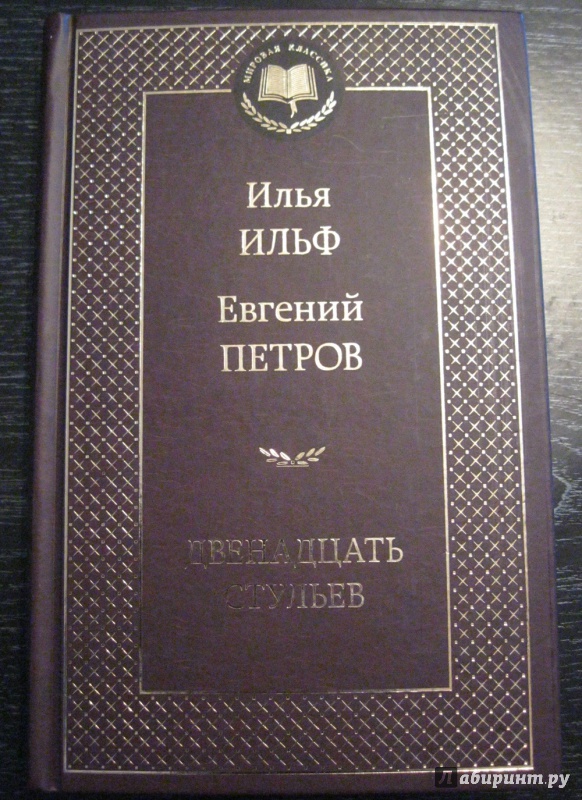 МИРОВАЯ КЛАССИКА
Илья
ИЛЬФ
Евгений
ПЕТРОВ
ДВЕНАДЦАТЬ
СТУЛЬЕВ
Лабиринт.ру